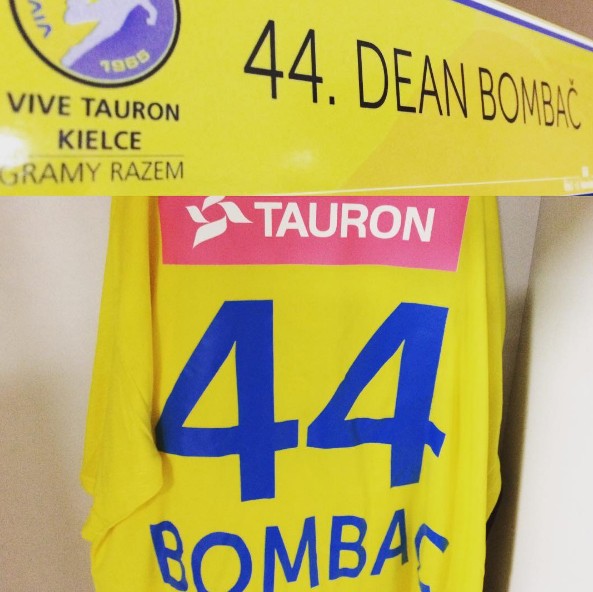 1965
VIVE TAURON
KIELCE
GRAMY RAZEM
44. DEAN BOMBAČ
TAURON
44
BOMBAČ